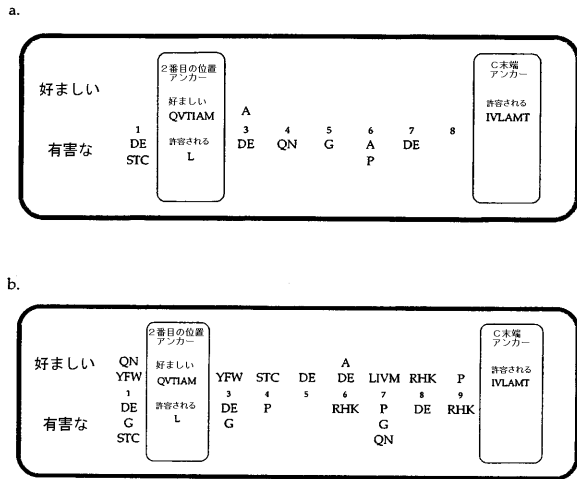 a.
2番目の位置
アンカー
C末端
アンカー
好ましい
好ましい
QVTIAM
許容される
IVLAMT
A
1 3 4 5 6 7 8
有害な
DE 許容される DE QN G A DE
STC L P
b.
2番目の位置
アンカー
C末端
アンカー
好ましい
QN 好ましい A 許容される
YFW QVTIAM YFW STC DE DE LIVM RHK P IVLAMT
1 3 4 5 6 7 8 9
有害な
DE 許容される DE P RHK P DE RHK
G L G G
STC QN